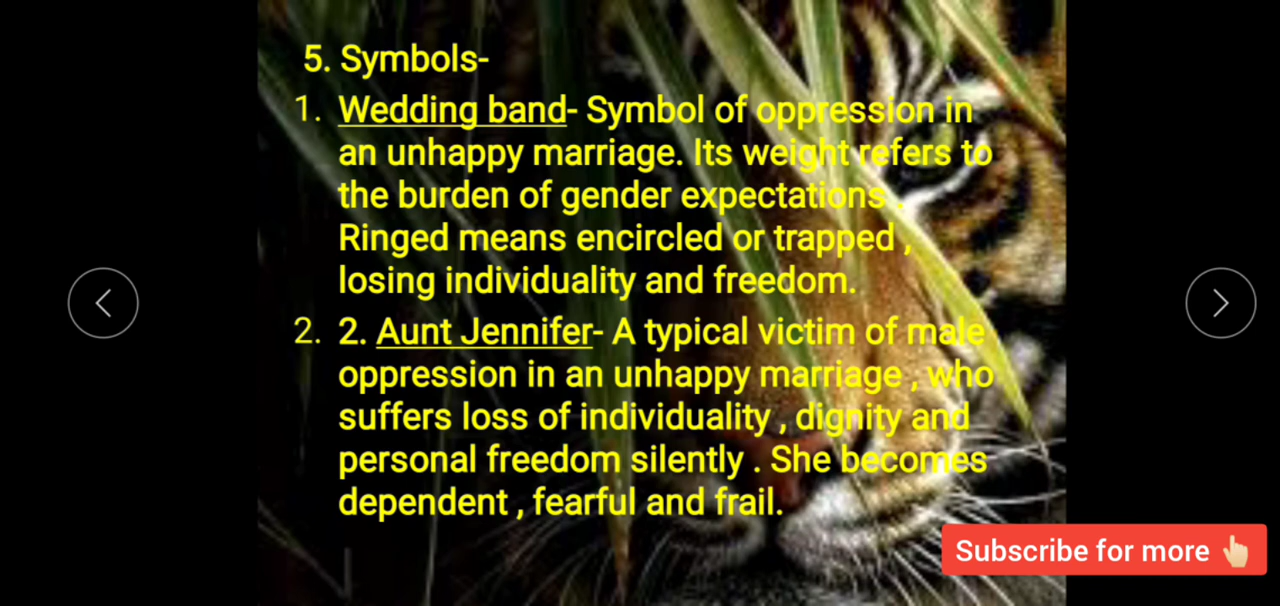 5. Symbols-
1. Wedding band- Symbol of oppression in
an unhappy marriage. Its weight refers to
the burden of gender expectations .
Ringed means encircled or trapped ,
losing individuality and freedom.
2. 2. Aunt Jennifer- A typical victim of male
oppression in an unhappy marriage , who
suffers loss of individuality , dignity and
personal freedom silently . She becomes
dependent , fearful and frail.
Subscribe for more 👆🏻